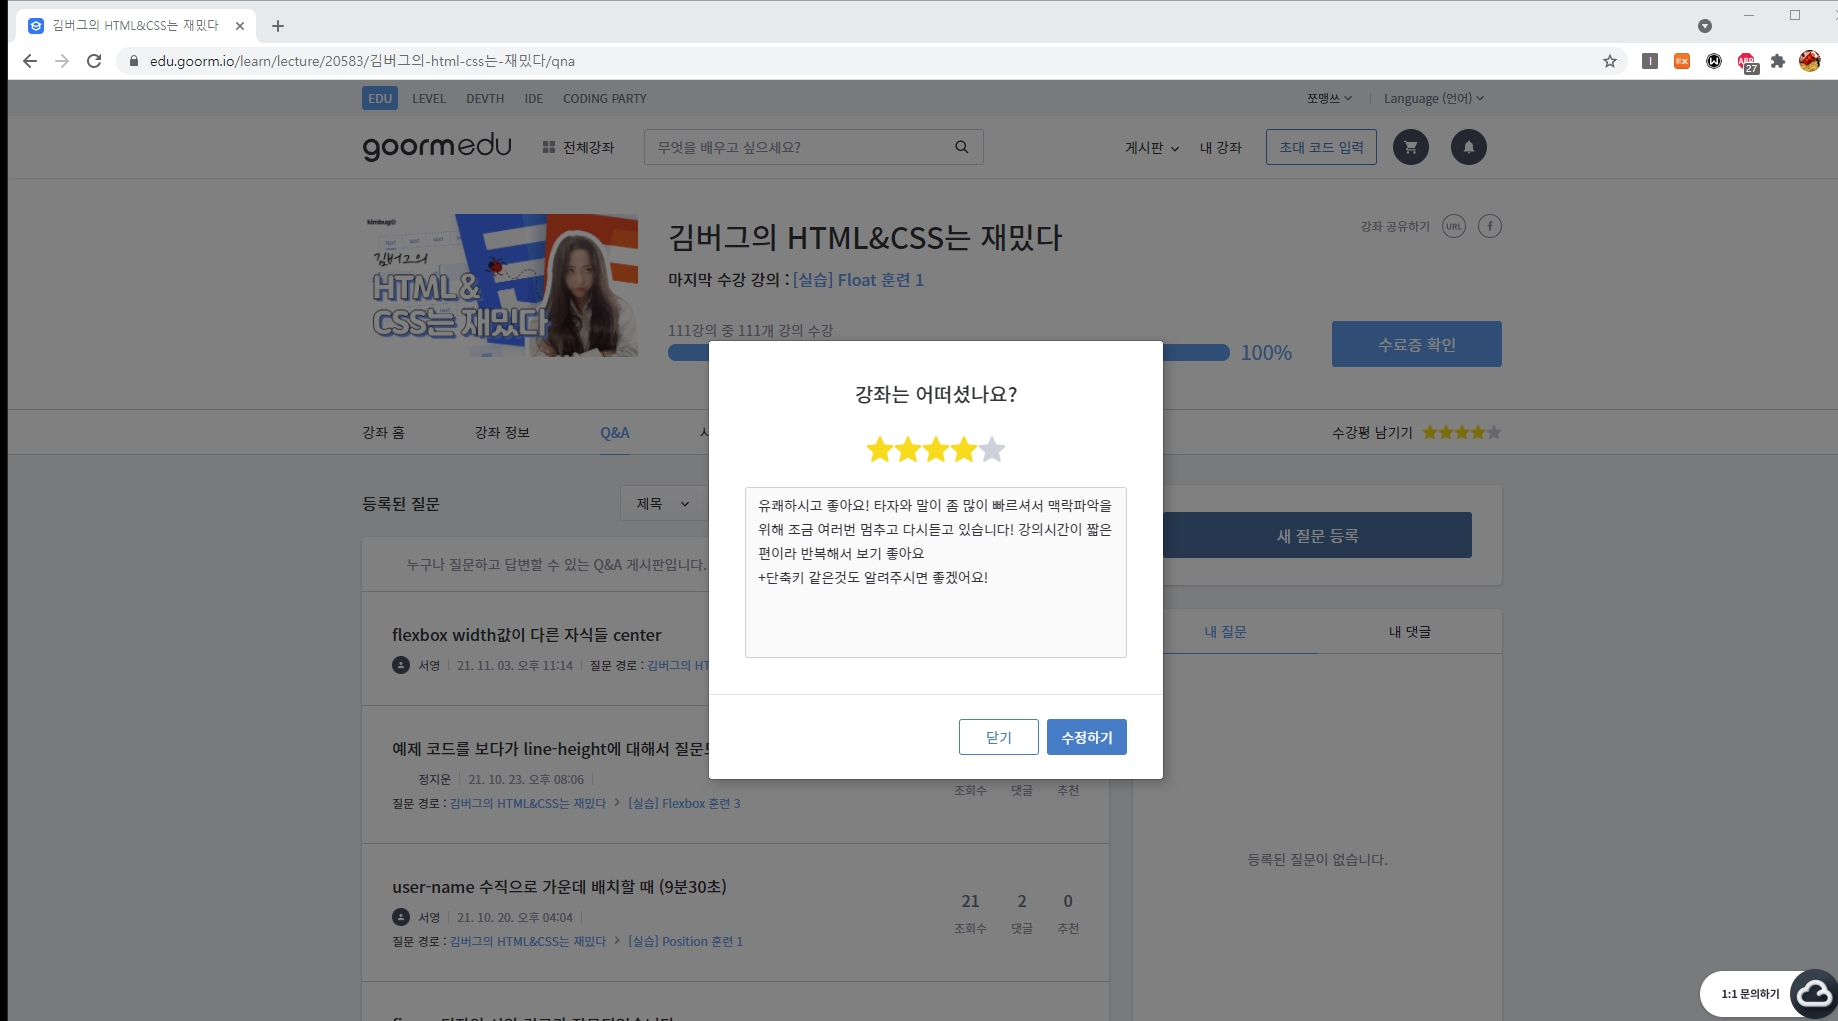 김버그의 HTML&CSS는 재밌다
edu.goorm.io/learn/lecture/20583/김버그의-html-css는-재밌다/qna
27
EDU LEVEL DEVTH IDE CODING PARTY
쪼맹쓰 Language (언어)
goormedu 전체강좌 무엇을 배우고 싶으세요? 게시판 내 강좌 초대 코드 입력
kimbug
김버그의
HTML&
CSS는 재밌다
김버그의 HTML&CSS는 재밌다
강좌 공유하기 URL f
마지막 수강 강의 : [실습] Float 훈련 1
111강의 중 111개 강의 수강
100%
수료증 확인
강좌 홈 강좌 정보 Q&A
수강평 남기기
강좌는 어떠셨나요?
유쾌하시고 좋아요! 타자와 말이 좀 많이 빠르셔서 맥락파악을
위해 조금 여러번 멈추고 다시듣고 있습니다! 강의시간이 짧은
편이라 반복해서 보기 좋아요
+단축키 같은것도 알려주시면 좋겠어요!
닫기 수정하기
등록된 질문 제목
누구나 질문하고 답변할 수 있는 Q&A 게시판입니다.
flexbox width값이 다른 자식들 center
서영 21. 11. 03. 오후 11:14 질문 경로 : 김버그의 HT
예제 코드를 보다가 line-height에 대해서
정지운 21. 10. 23. 오후 08:06
질문 경로 : 김버그의 HTML&CSS는 재밌다 > [실습] Flexbox 훈련 3
조회수 댓글 추천
user-name 수직으로 가운데 배치할 때 (9분30초)
서영 21. 10. 20. 오후 04:04
질문 경로 : 김버그의 HTML&CSS는 재밌다 > [실습] Position 훈련 1
21 2 0
조회수 댓글 추천
새 질문 등록
내 질문 내 댓글
등록된 질문이 없습니다.
1:1 문의하기